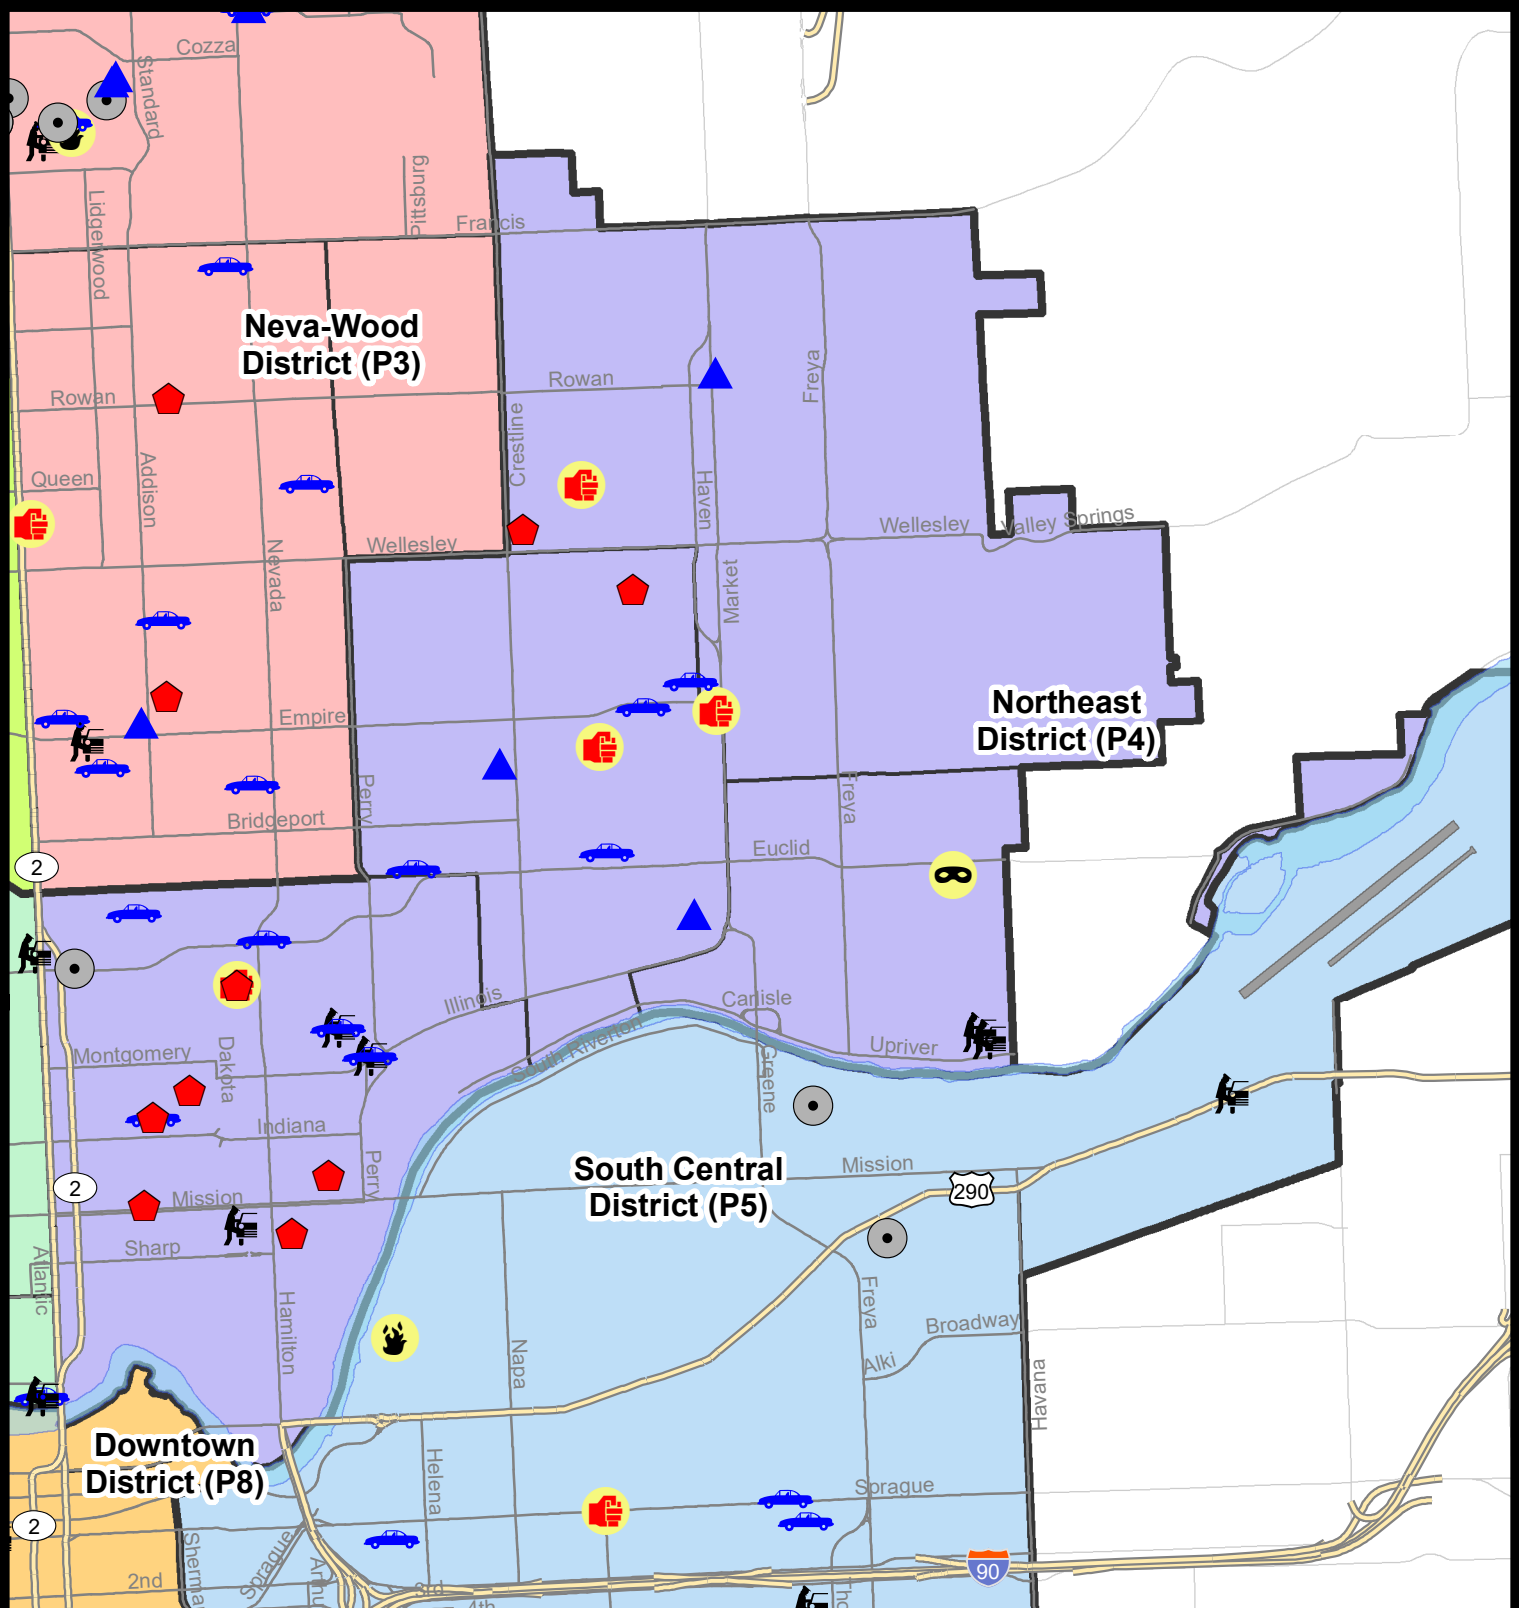 Cozza
Standard
Lidgerwood
Pittsburg
Francis
Neva-Wood
District (P3)
Rowan
Rowan
Freya
Crestline
Queen
Addison
Haven
Wellesley
Valley Springs
Wellesley
Nevada
Market
Northeast
District (P4)
Empire
Perry
Freya
Bridgeport
Euclid
2
Illinois
Carlisle
South Riverton
Upriver
Montgomery
Dakota
Greene
Indiana
South Central
District (P5)
Mission
Perry
2
Mission
290
Sharp
Atlantic
Hamilton
Freya
Broadway
Napa
Alki
Havana
Downtown
District (P8)
Helena
Sprague
2
Sprague
90
2nd
3rd
4th